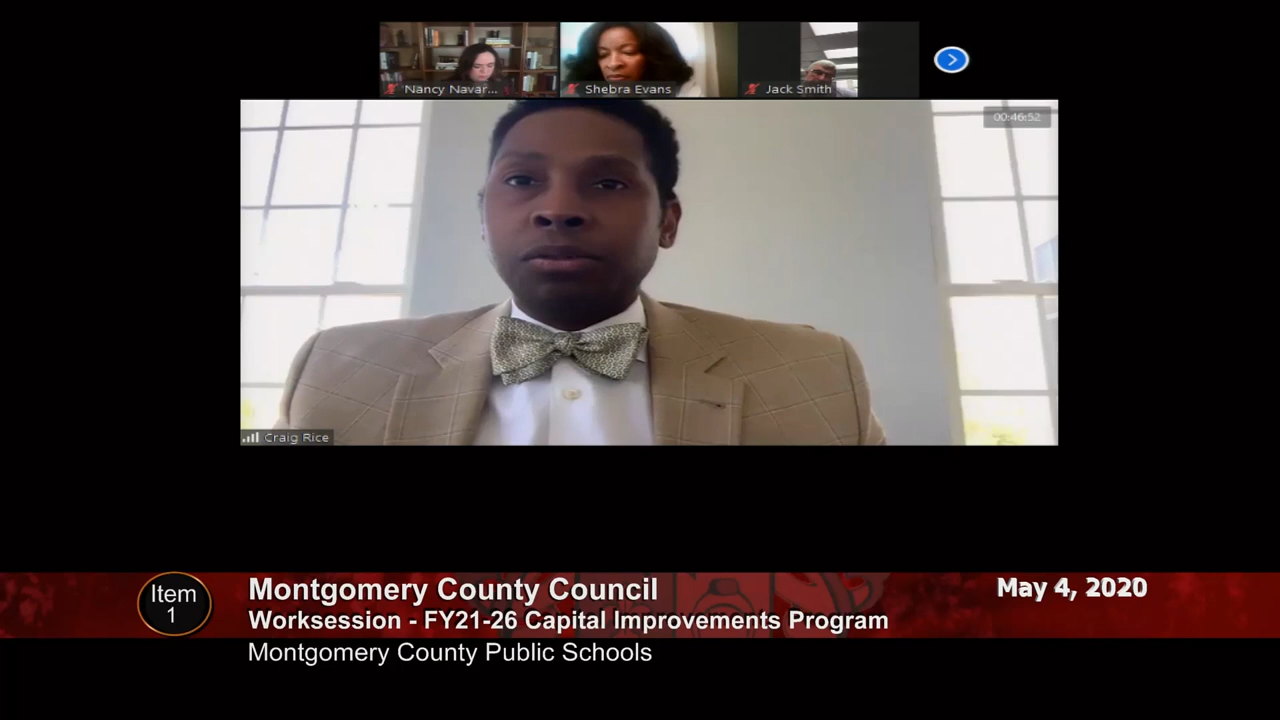 Nancy Navar...
Shebra Evans
Jack Smith
00:46:52
Craig Rice
Item
1
Montgomery County Council
May 4, 2020
Worksession - FY21-26 Capital Improvements Program
Montgomery County Public Schools